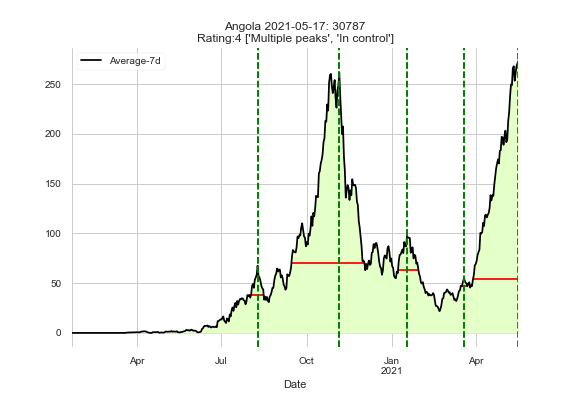 Angola 2021-05-17: 30787
Rating:4 ['Multiple peaks', 'In control']
Average-7d
250
200
150
100
50
0
Apr
Jul
Oct
Jan
2021
Apr
Date